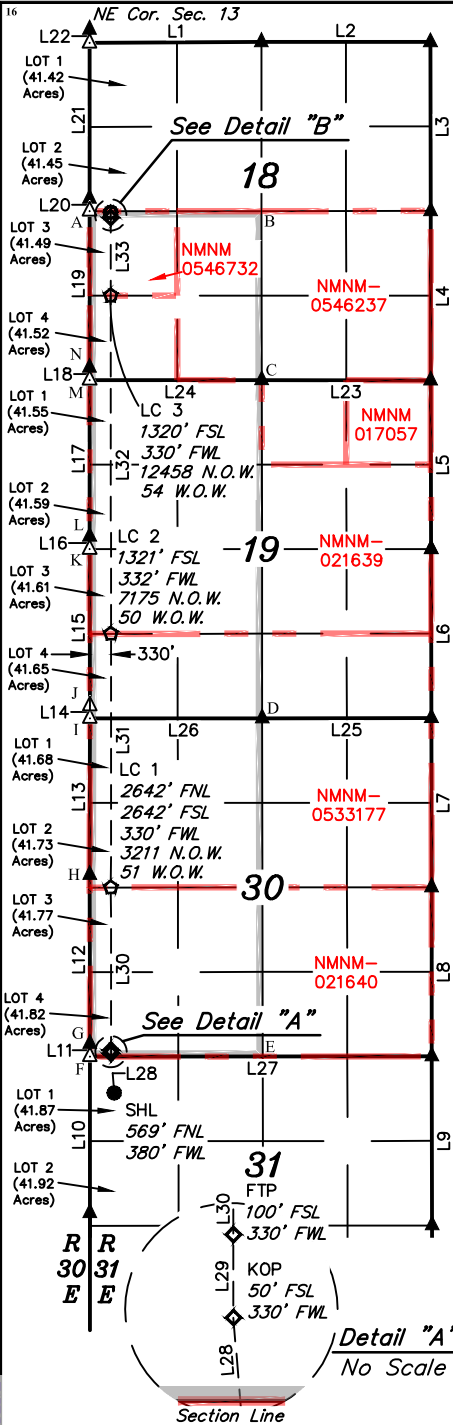 16
NE Cor. Sec. 13
L22
L1
L2
LOT 1
(41.42
Acres)
L21
L3
LOT 2
(41.45
Acres)
See Detail "B"
18
L20
A
B
LOT 3
(41.49
Acres)
L33
NMNM
0546732
L19
NMNM-
0546237
L4
LOT 4
(41.52
Acres)
N
C
L18
M
L24
L23
LOT 1
(41.55
Acres)
LC 3
1320' FSL
330' FWL
12458 N.O.W.
54 W.O.W.
NMNM
017057
L17
L32
L5
LOT 2
(41.59
Acres)
L
L16
K
LC 2
1321' FSL
332' FWL
7175 N.O.W.
50 W.O.W.
19
NMNM-
021639
LOT 3
(41.61
Acres)
L15
L6
330'
LOT 4
(41.65
Acres)
J
L14
I
D
L26
L25
L31
LOT 1
(41.68
Acres)
LC 1
2642' FNL
2642' FSL
330' FWL
3211 N.O.W.
51 W.O.W.
L13
NMNM-
0533177
L7
LOT 2
(41.73
Acres)
H
30
LOT 3
(41.77
Acres)
L12
L30
NMNM-
021640
L8
LOT 4
(41.82
Acres)
G
See Detail "A"
L11
F
E
L28
L27
LOT 1
(41.87
Acres)
SHL
569' FNL
380' FWL
L10
L9
LOT 2
(41.92
Acres)
31
L30
FTP
100' FSL
330' FWL
R
30
E
R
31
E
L29
KOP
50' FSL
330' FWL
L28
Detail "A"
No Scale
Section Line